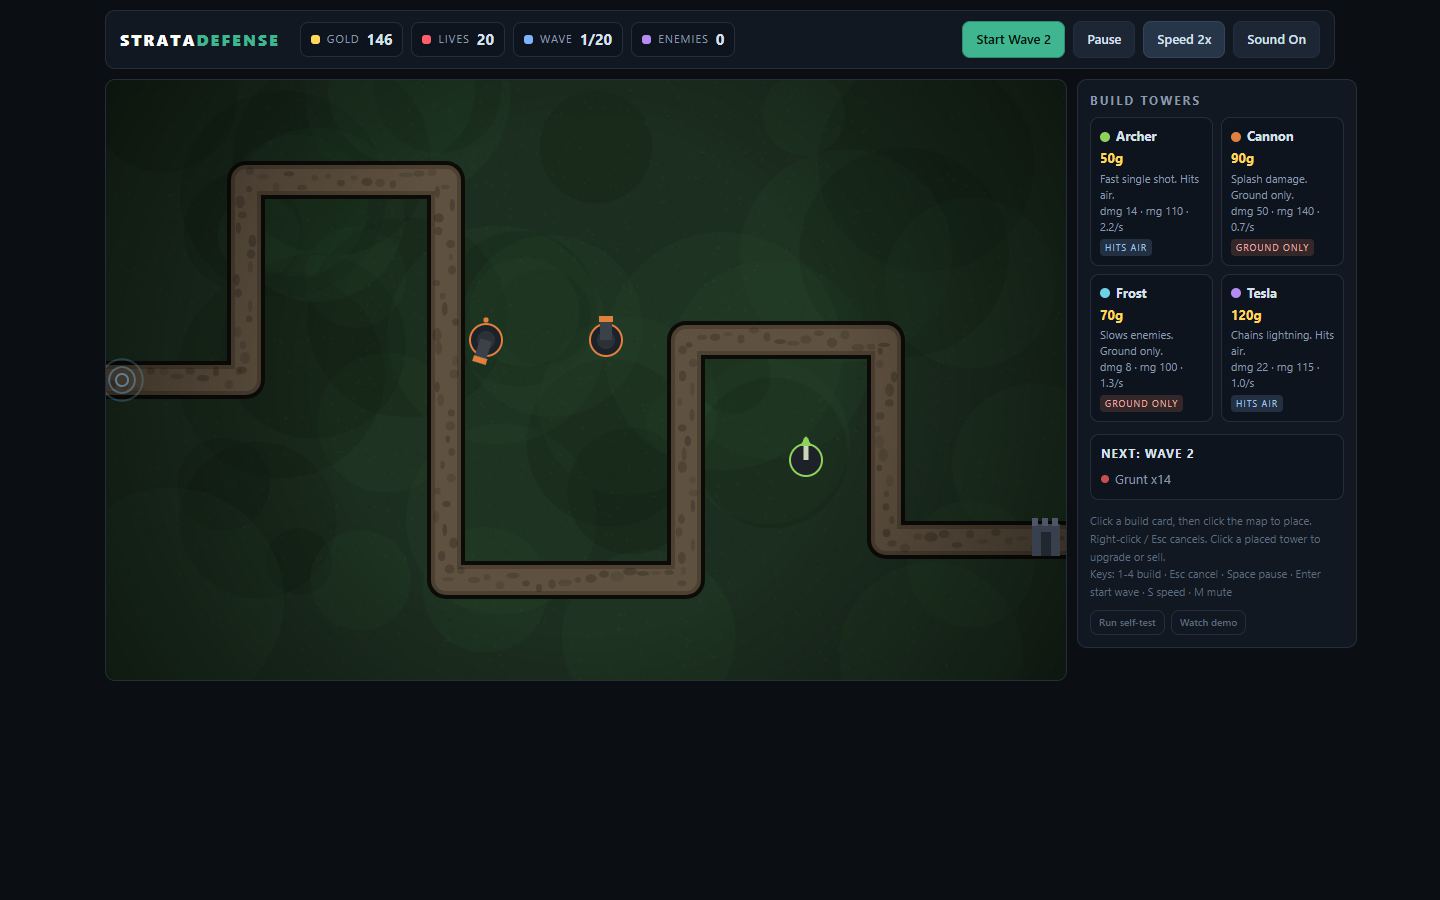 STRATADEFENSE
GOLD 146
LIVES 20
WAVE 1/20
ENEMIES 0
Start Wave 2
Pause
Speed 2x
Sound On
BUILD TOWERS
Archer
50g
Fast single shot. Hits
air.
dmg 14 · rng 110 ·
2.2/s
HITS AIR
Cannon
90g
Splash damage.
Ground only.
dmg 50 · rng 140 ·
0.7/s
GROUND ONLY
Frost
70g
Slows enemies.
Ground only.
dmg 8 · rng 100 ·
1.3/s
GROUND ONLY
Tesla
120g
Chains lightning. Hits
air.
dmg 22 · rng 115 ·
1.0/s
HITS AIR
NEXT: WAVE 2
Grunt x14
Click a build card, then click the map to place.
Right-click / Esc cancels. Click a placed tower to
upgrade or sell.
Keys: 1-4 build · Esc cancel · Space pause · Enter
start wave · S speed · M mute
Run self-test
Watch demo